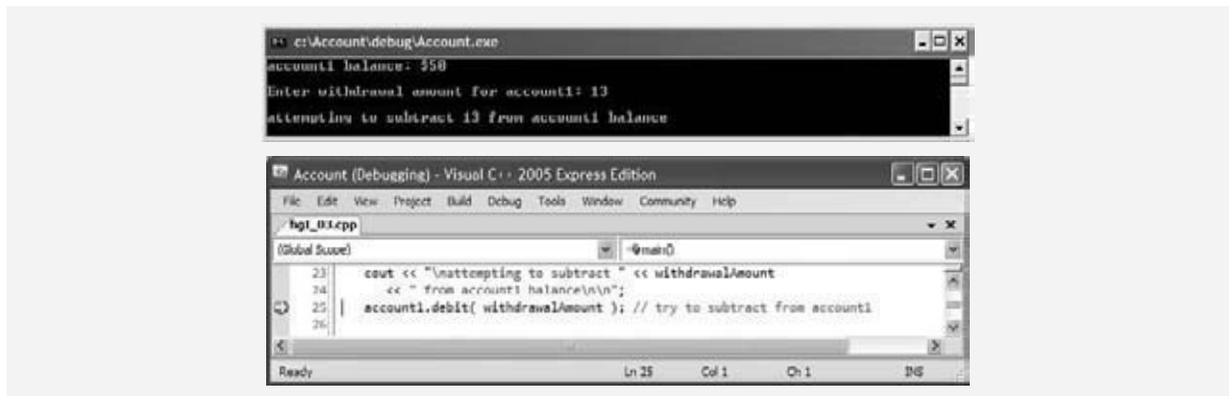 c:\Account\debug\Account.exe
account1 balance: $50
Enter withdrawal amount for account1: 13
attempting to subtract 13 from account1 balance
Account (Debugging) - Visual C++ 2005 Express Edition
File Edit View Project Build Debug Tools Window Community Help
figI_03.cpp
(Global Scope) main()
23 cout << "\nattempting to subtract " << withdrawalAmount
24 << " from account1 balance\n\n";
25 account1.debit( withdrawalAmount ); // try to subtract from account1
26
Ready Ln 25 Col 1 Ch 1 INS